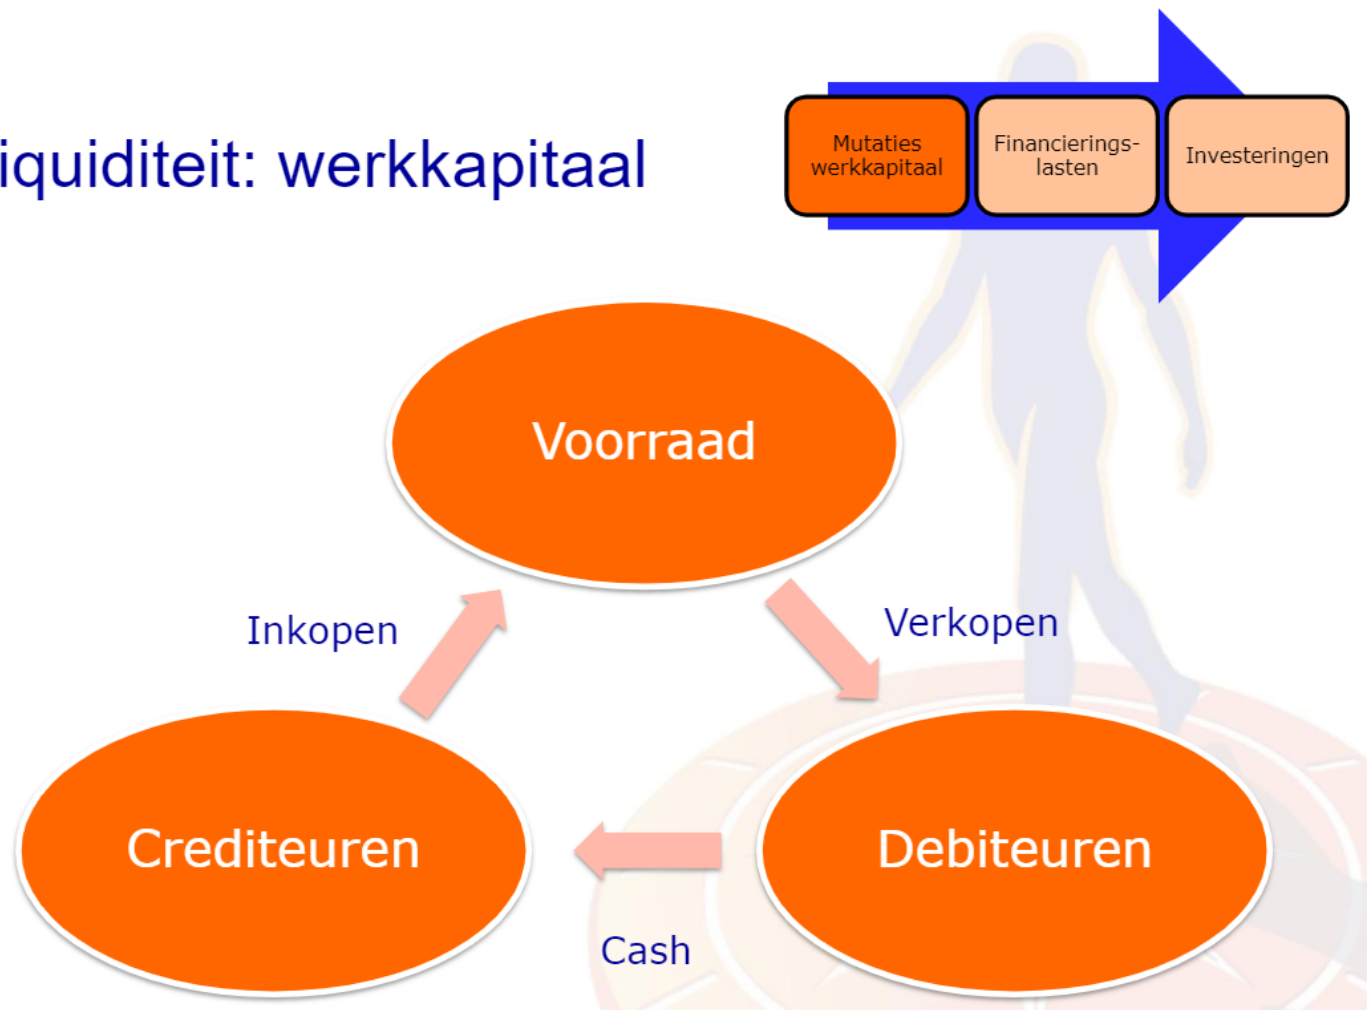 iquiditeit: werkkapitaal
Mutaties
werkkapitaal
Financierings-
lasten
Investeringen
Voorraad
Inkopen
Verkopen
Crediteuren
Debiteuren
Cash